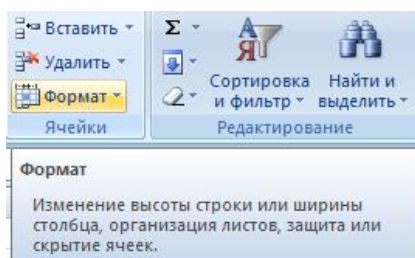 Вставить
Удалить
Формат
Ячейки
Σ
АЯ
Сортировка
и фильтр
Найти и
выделить
Редактирование
Формат
Изменение высоты строки или ширины
столбца, организация листов, защита или
скрытие ячеек.